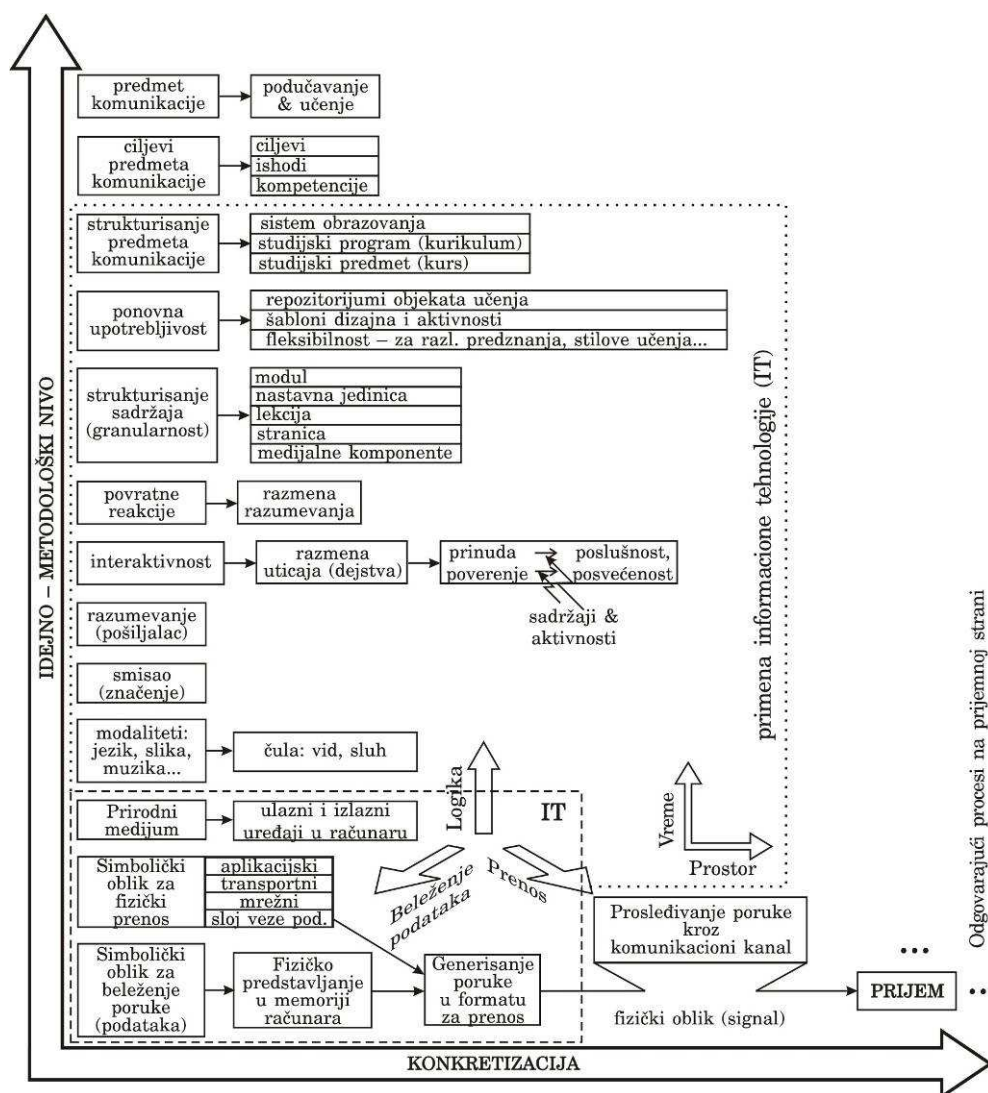 IDEJNO – METODOLOŠKI NIVO
predmet
komunikacije
podučavanje
& učenje
ciljevi
predmeta
komunikacije
ciljevi
ishodi
kompetencije
strukturisanje
predmeta
komunikacije
sistem obrazovanja
studijski program (kurikulum)
studijski predmet (kurs)
ponovna
upotrebljivost
repozitorijumi objekata učenja
šabloni dizajna i aktivnosti
fleksibilnost – za razl. predznanja, stilove učenja...
strukturisanje
sadržaja
(granularnost)
modul
nastavna jedinica
lekcija
stranica
medijalne komponente
povratne
reakcije
razmena
razumevanja
interaktivnost
razmena
uticaja (dejstva)
prinuda
poverenje
poslušnost,
posvećenost
sadržaji &
aktivnosti
razumevanje
(pošiljalac)
smisao
(značenje)
modaliteti:
jezik, slika,
muzika...
čula: vid, sluh
primena informacione tehnologije (IT)
Odgovarajući procesi na prijemnoj strani
Prirodni
medijum
ulazni i izlazni
uređaji u računaru
IT
Logika
Beleženje
podataka
Prenos
Vreme
Prostor
Simbolički
oblik za
fizički
prenos
aplikacijski
transportni
mrežni
sloj veze pod.
Simbolički
oblik za
beleženje
poruke
(podataka)
Fizičko
predstavljanje
u memoriji
računara
Generisanje
poruke
u formatu
za prenos
Prosleđivanje poruke
kroz
komunikacioni kanal
fizički oblik (signal)
...
PRIJEM
...
KONKRETIZACIJA